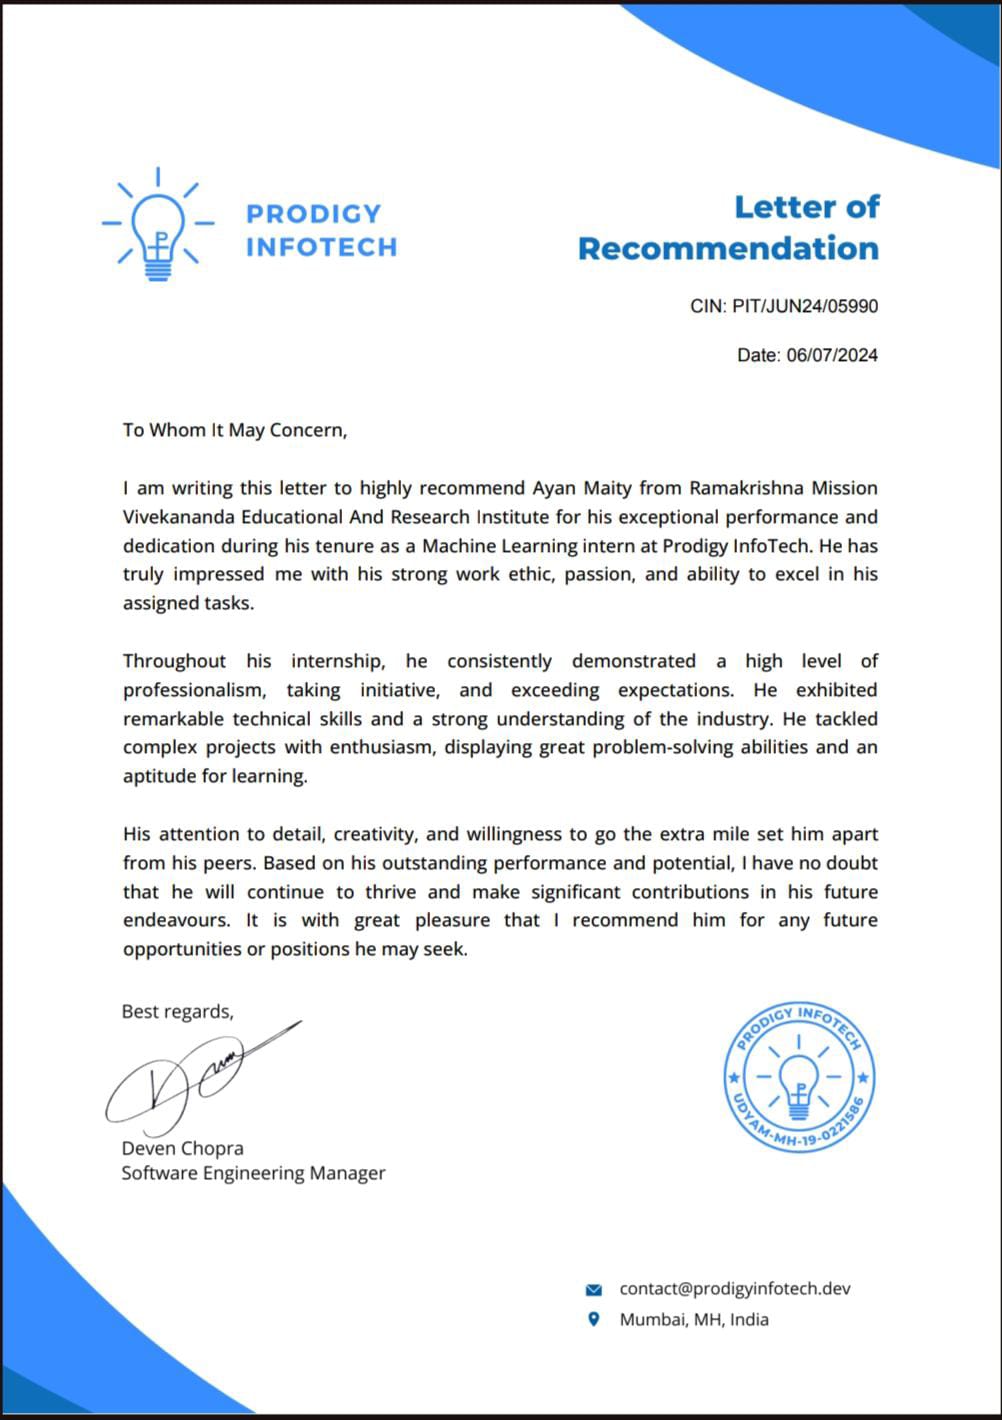 PRODIGY
INFOTECH
Letter of
Recommendation
CIN: PIT/JUN24/05990
Date: 06/07/2024
To Whom It May Concern,
I am writing this letter to highly recommend Ayan Maity from Ramakrishna Mission
Vivekananda Educational And Research Institute for his exceptional performance and
dedication during his tenure as a Machine Learning intern at Prodigy InfoTech. He has
truly impressed me with his strong work ethic, passion, and ability to excel in his
assigned tasks.
Throughout his internship, he consistently demonstrated a high level of
professionalism, taking initiative, and exceeding expectations. He exhibited
remarkable technical skills and a strong understanding of the industry. He tackled
complex projects with enthusiasm, displaying great problem-solving abilities and an
aptitude for learning.
His attention to detail, creativity, and willingness to go the extra mile set him apart
from his peers. Based on his outstanding performance and potential, I have no doubt
that he will continue to thrive and make significant contributions in his future
endeavours. It is with great pleasure that I recommend him for any future
opportunities or positions he may seek.
Best regards,
Deven Chopra
Software Engineering Manager
PRODIGY INFOTECH
UDYAM-MH-19-0221586
contact@prodigyinfotech.dev
Mumbai, MH, India